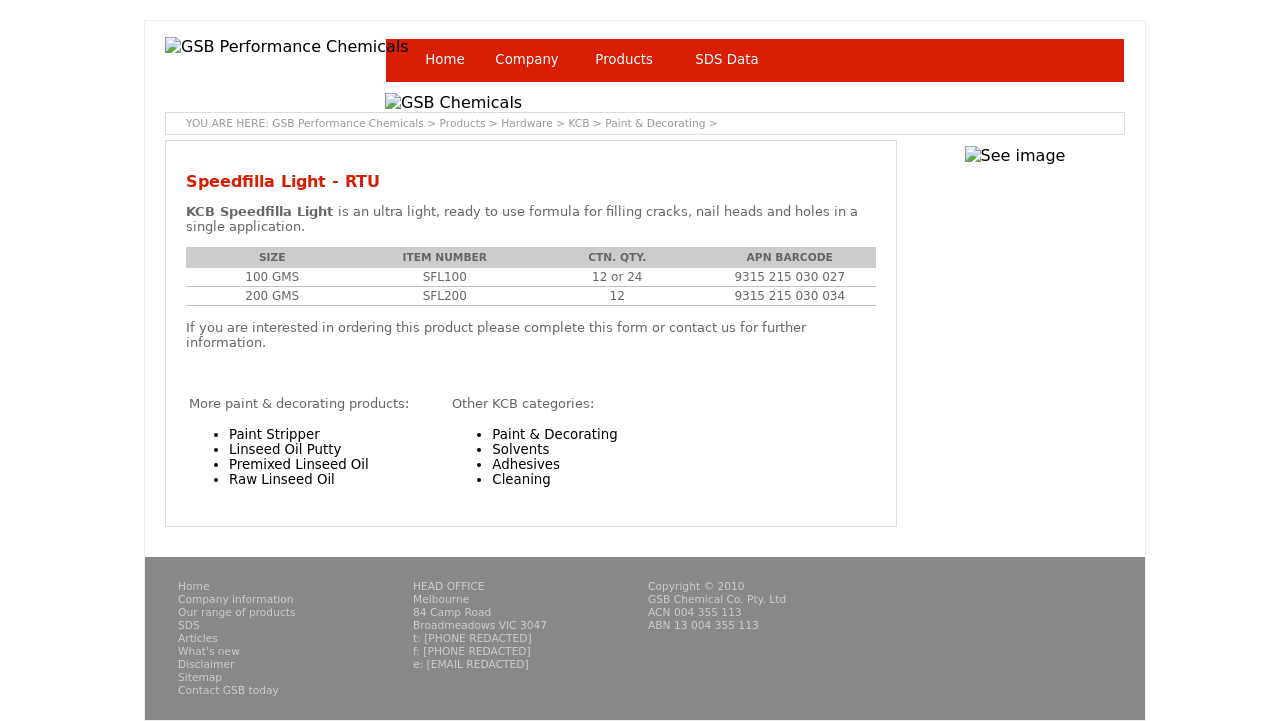 GSB Performance Chemicals
Home Company Products SDS Data
GSB Chemicals
YOU ARE HERE: GSB Performance Chemicals > Products > Hardware > KCB > Paint & Decorating >
See image
Speedfilla Light - RTU
KCB Speedfilla Light is an ultra light, ready to use formula for filling cracks, nail heads and holes in a
single application.
SIZE ITEM NUMBER CTN. QTY. APN BARCODE
100 GMS SFL100 12 or 24 9315 215 030 027
200 GMS SFL200 12 9315 215 030 034
If you are interested in ordering this product please complete this form or contact us for further
information.
More paint & decorating products:
• Paint Stripper
• Linseed Oil Putty
• Premixed Linseed Oil
• Raw Linseed Oil
Other KCB categories:
• Paint & Decorating
• Solvents
• Adhesives
• Cleaning
Home
Company information
Our range of products
SDS
Articles
What's new
Disclaimer
Sitemap
Contact GSB today
HEAD OFFICE
Melbourne
84 Camp Road
Broadmeadows VIC 3047
t: [PHONE REDACTED]
f: [PHONE REDACTED]
e: [EMAIL REDACTED]
Copyright © 2010
GSB Chemical Co. Pty. Ltd
ACN 004 355 113
ABN 13 004 355 113